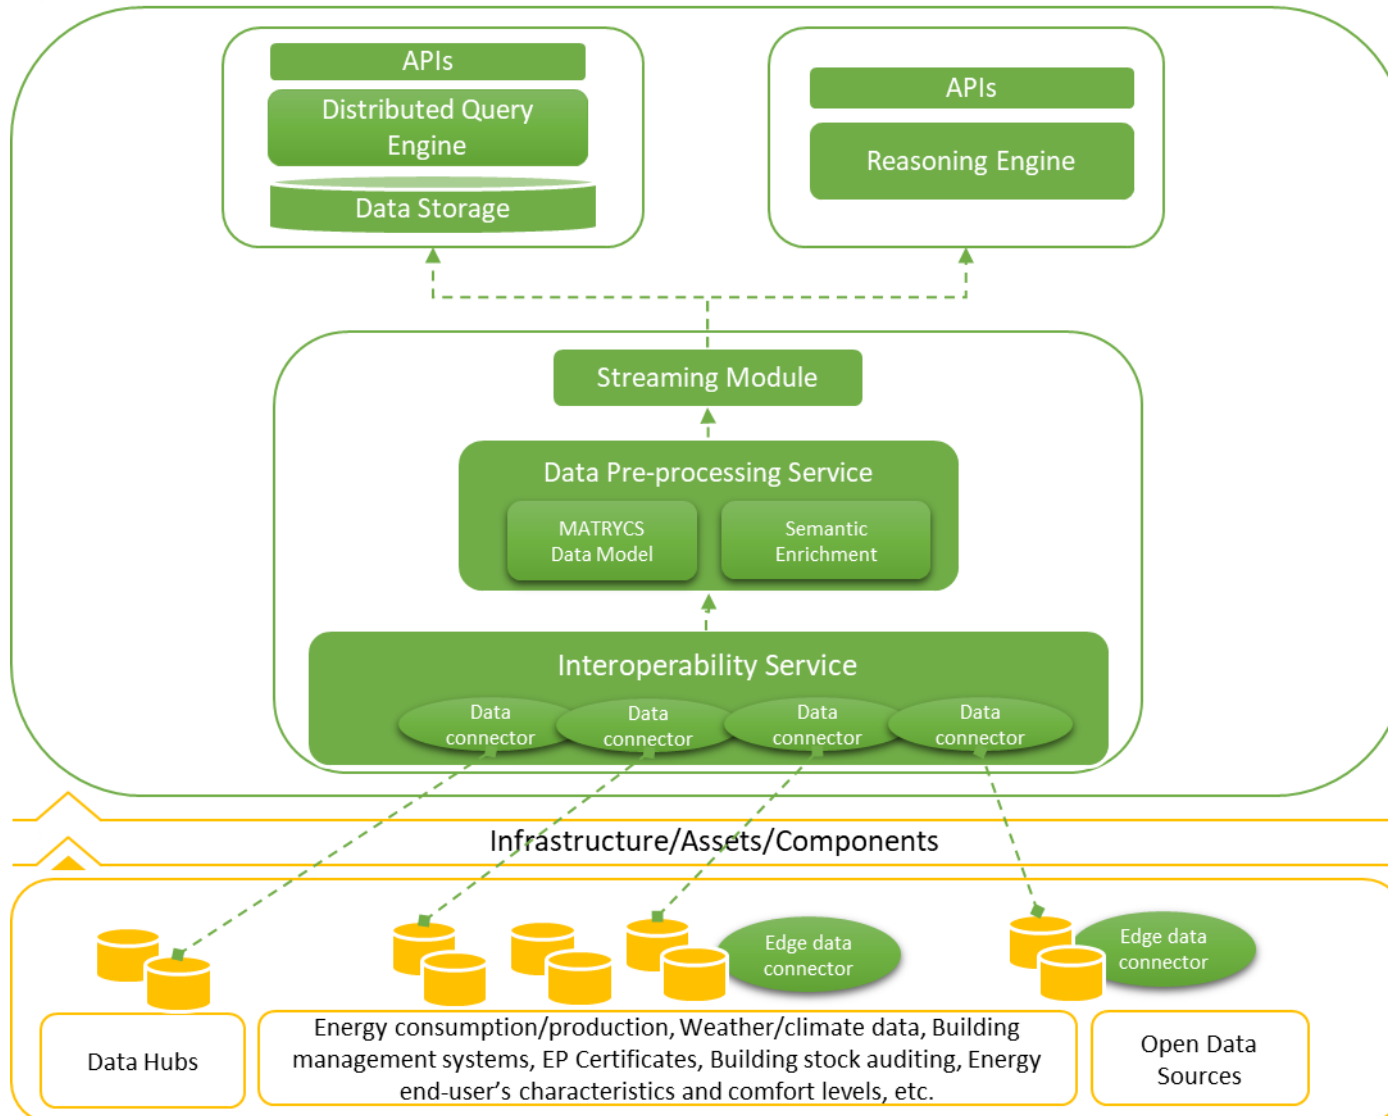 APIs
Distributed Query
Engine
Data Storage
APIs
Reasoning Engine
Streaming Module
Data Pre-processing Service
MATRYCS
Data Model
Semantic
Enrichment
Interoperability Service
Data
connector
Data
connector
Data
connector
Data
connector
Infrastructure/Assets/Components
Edge data
connector
Edge data
connector
Data Hubs
Energy consumption/production, Weather/climate data, Building
management systems, EP Certificates, Building stock auditing, Energy
end-user's characteristics and comfort levels, etc.
Open Data
Sources